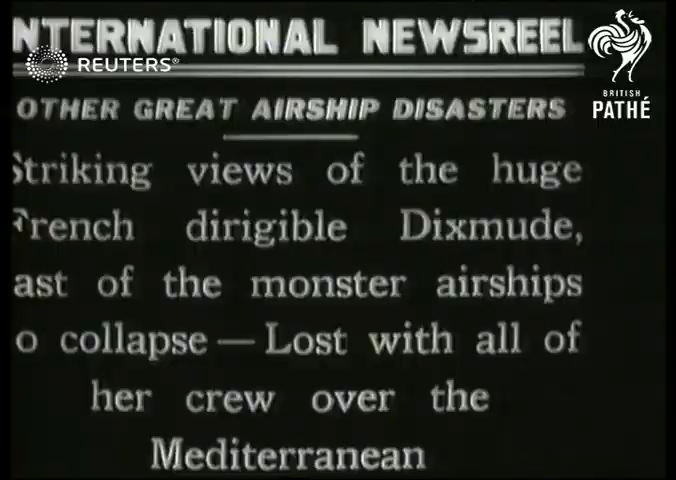 NTERNATIONAL NEWSREEL
REUTERS
BRITISH
PATHÉ
OTHER GREAT AIRSHIP DISASTERS
Striking views of the huge
French dirigible Dixmude,
ast of the monster airships
o collapse — Lost with all of
her crew over the
Mediterranean